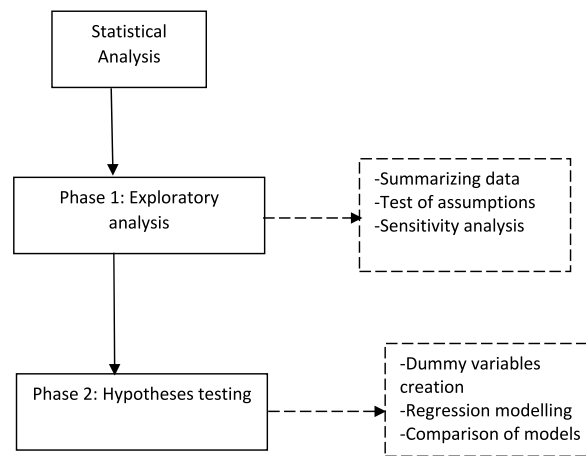 Statistical
Analysis
Phase 1: Exploratory
analysis
-Summarizing data
-Test of assumptions
-Sensitivity analysis
Phase 2: Hypotheses testing
-Dummy variables
creation
-Regression modelling
-Comparison of models